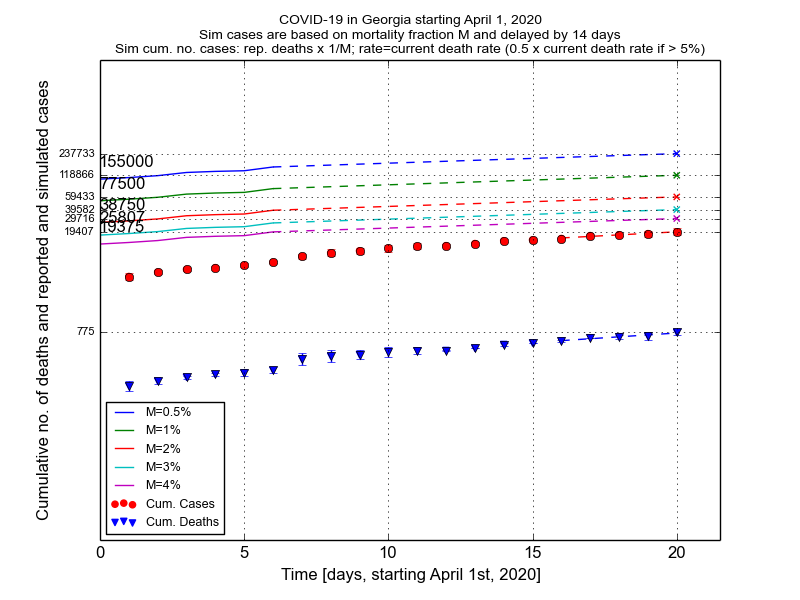 COVID-19 in Georgia starting April 1, 2020
Sim cases are based on mortality fraction M and delayed by 14 days
Sim cum. no. cases: rep. deaths x 1/M; rate=current death rate (0.5 x current death rate if > 5%)
Cumulative no. of deaths and reported and simulated cases
237733
155000
118866
77500
59433
38750
39582
25807
29716
19375
19407
775
M=0.5%
M=1%
M=2%
M=3%
M=4%
Cum. Cases
Cum. Deaths
0 5 10 15 20
Time [days, starting April 1st, 2020]